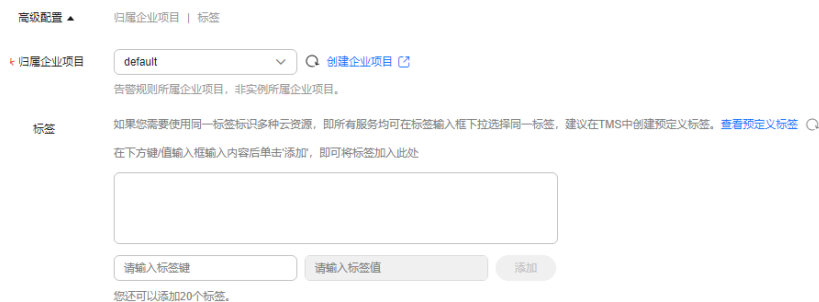 高级配置 ▲ 归属企业项目 | 标签
* 归属企业项目 default 创建企业项目
告警规则所属企业项目，非实例所属企业项目。
标签 如果您需要使用同一标签标识多种云资源，即所有服务均可在标签输入框下拉选择同一标签，建议在TMS中创建预定义标签。查看预定义标签
在下方键/值输入框输入内容后单击'添加'，即可将标签加入此处
请输入标签键 请输入标签值 添加
您还可以添加20个标签。